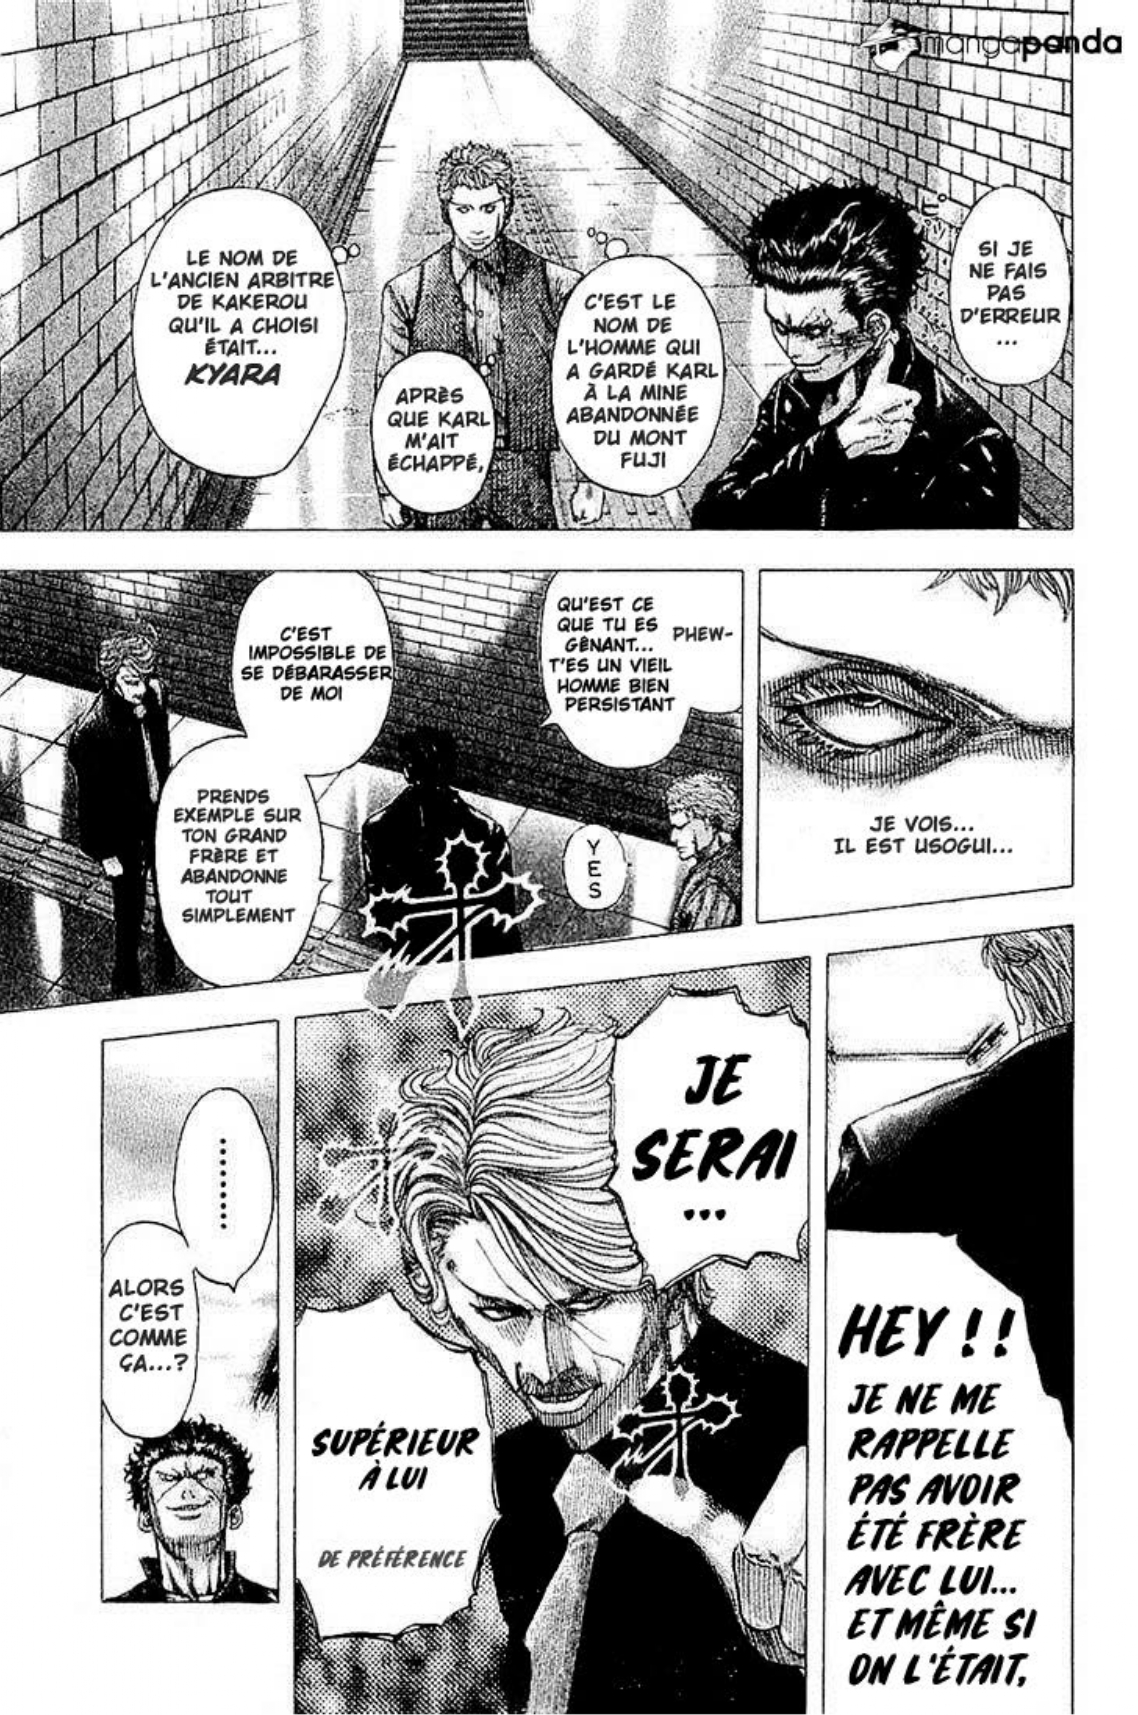 mangapanda
SI JE
NE FAIS
PAS
D'ERREUR
...
C'EST LE
NOM DE
L'HOMME QUI
A GARDÉ KARL
À LA MINE
ABANDONNÉE
DU MONT
FUJI
APRÈS
QUE KARL
M'AIT
ÉCHAPPÉ,
LE NOM DE
L'ANCIEN ARBITRE
DE KAKEROU
QU'IL A CHOISI
ÉTAIT...
KYARA
JE VOIS...
IL EST USOGUI...
PHEW-
QU'EST CE
QUE TU ES
GÊNANT...
T'ES UN VIEIL
HOMME BIEN
PERSISTANT
YES
C'EST
IMPOSSIBLE DE
SE DÉBARASSER
DE MOI
PRENDS
EXEMPLE SUR
TON GRAND
FRÈRE ET
ABANDONNE
TOUT
SIMPLEMENT
HEY !!
JE NE ME
RAPPELLE
PAS AVOIR
ÉTÉ FRÈRE
AVEC LUI...
ET MÊME SI
ON L'ÉTAIT,
JE
SERAI
...
SUPÉRIEUR
À LUI
DE PRÉFÉRENCE
.........
ALORS
C'EST
COMME
ÇA...?